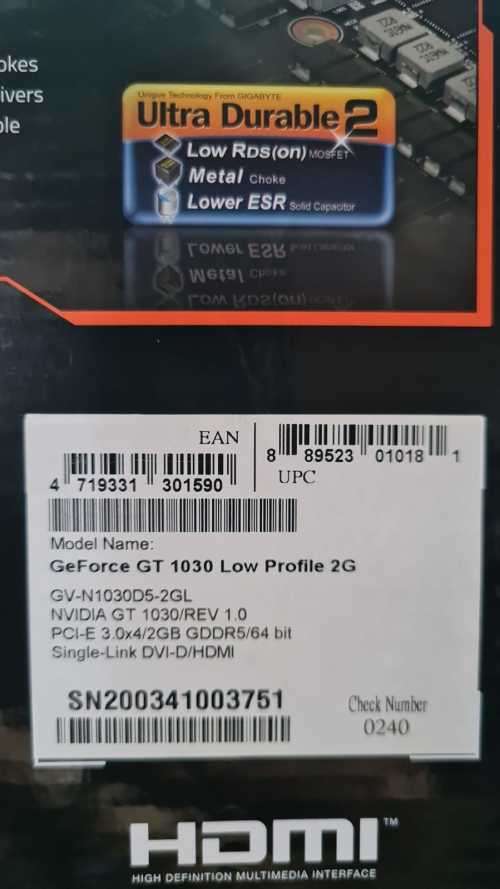 okes
ivers
ole
Unique Technology From GIGABYTE
Ultra Durable 2
Low RDS(on) MOSFET
Metal Choke
Lower ESR Solid Capacitor
EAN
4 719331 301590
8 89523 01018 1
UPC
Model Name:
GeForce GT 1030 Low Profile 2G
GV-N1030D5-2GL
NVIDIA GT 1030/REV 1.0
PCI-E 3.0x4/2GB GDDR5/64 bit
Single-Link DVI-D/HDMI
SN200341003751
Check Number
0240
HDMI™
HIGH DEFINITION MULTIMEDIA INTERFACE